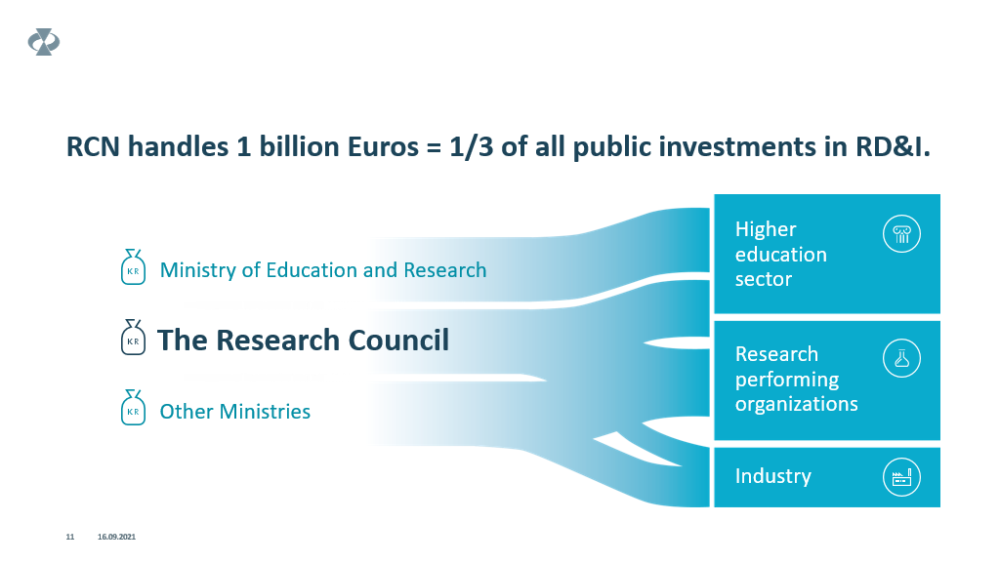 RCN handles 1 billion Euros = 1/3 of all public investments in RD&I.
KR
Ministry of Education and Research
KR
The Research Council
KR
Other Ministries
Higher
education
sector
Research
performing
organizations
Industry
11 16.09.2021